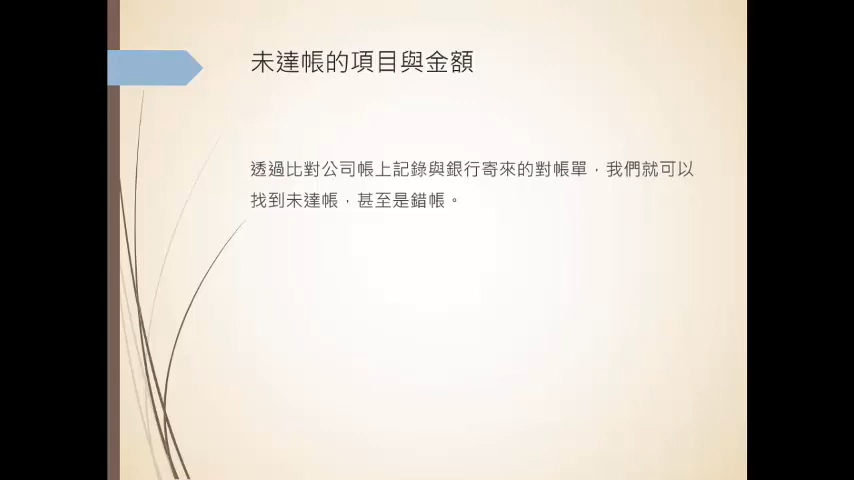 未達帳的項目與金額
透過比對公司帳上記錄與銀行寄來的對帳單，我們就可以
找到未達帳，甚至是錯帳。